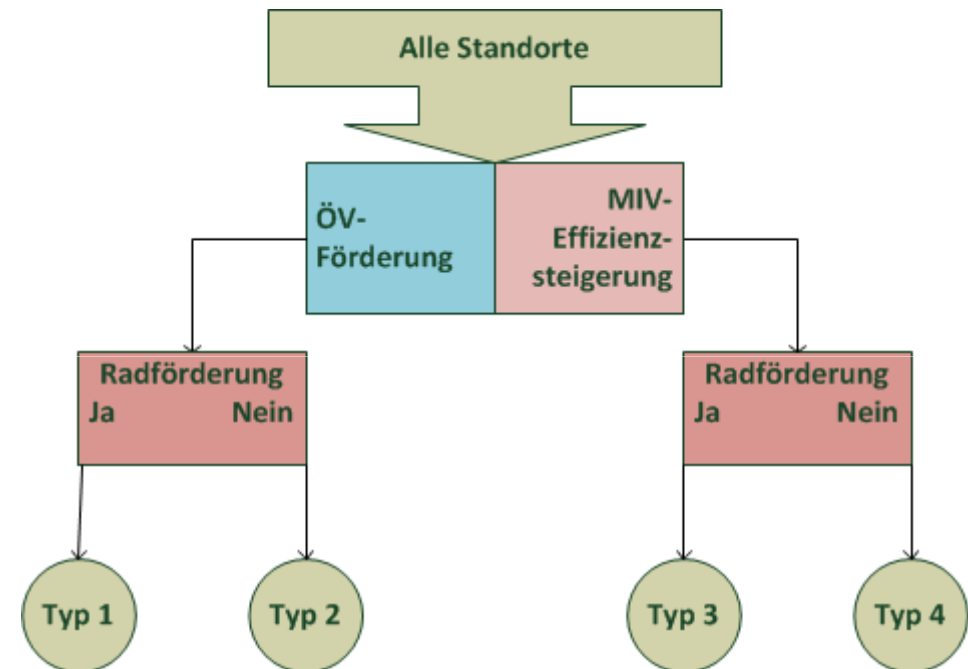 Alle Standorte
ÖV-
Förderung
MIV-
Effizienz-
steigerung
Radförderung
Ja Nein
Radförderung
Ja Nein
Typ 1
Typ 2
Typ 3
Typ 4